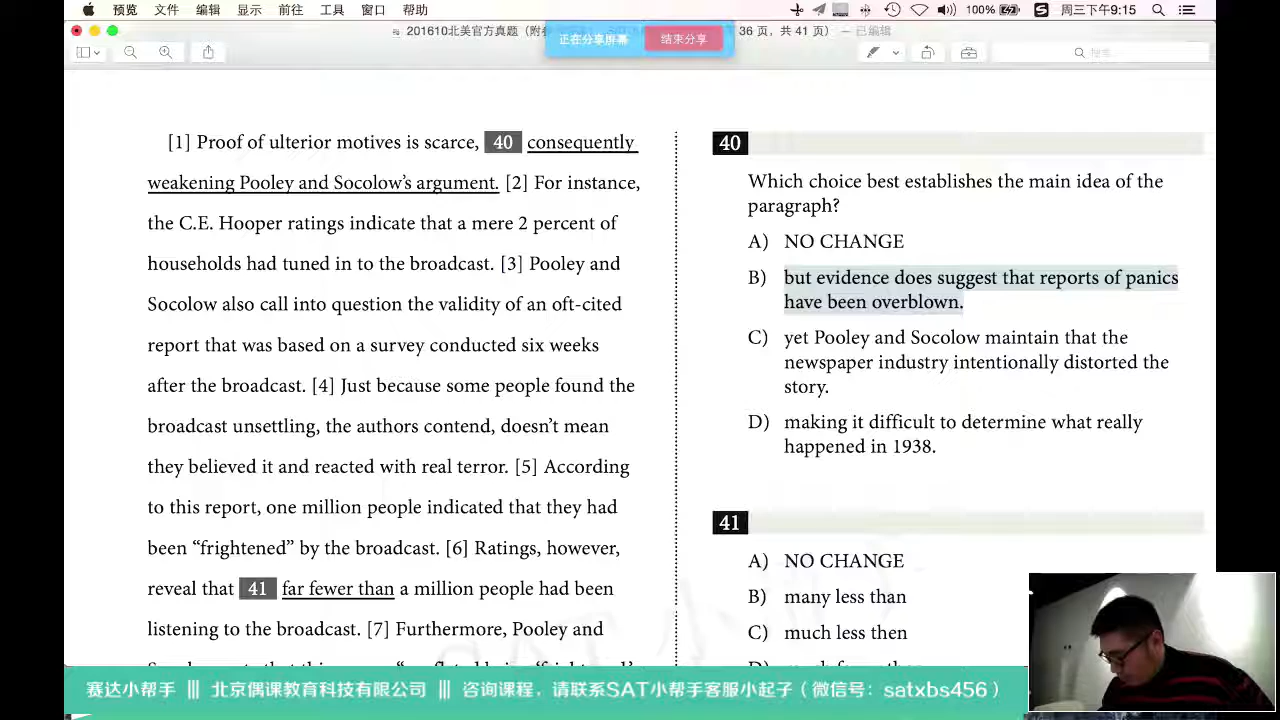 预览 文件 编辑 显示 前往 工具 窗口 帮助
100%
周三下午9:15
正在分享屏幕
结束分享
36 页，共 41 页） — 已编辑
搜索
[1] Proof of ulterior motives is scarce, 40 consequently
weakening Pooley and Socolow’s argument. [2] For instance,
the C.E. Hooper ratings indicate that a mere 2 percent of
households had tuned in to the broadcast. [3] Pooley and
Socolow also call into question the validity of an oft-cited
report that was based on a survey conducted six weeks
after the broadcast. [4] Just because some people found the
broadcast unsettling, the authors contend, doesn’t mean
they believed it and reacted with real terror. [5] According
to this report, one million people indicated that they had
been “frightened” by the broadcast. [6] Ratings, however,
reveal that 41 far fewer than a million people had been
listening to the broadcast. [7] Furthermore, Pooley and
40
Which choice best establishes the main idea of the
paragraph?
A) NO CHANGE
B) but evidence does suggest that reports of panics
have been overblown.
C) yet Pooley and Socolow maintain that the
newspaper industry intentionally distorted the
story.
D) making it difficult to determine what really
happened in 1938.
41
A) NO CHANGE
B) many less than
C) much less then
赛达小帮手 ||| 北京偶课教育科技有限公司 ||| 咨询课程，请联系SAT小帮手客服小起子（微信号：satxbs456）